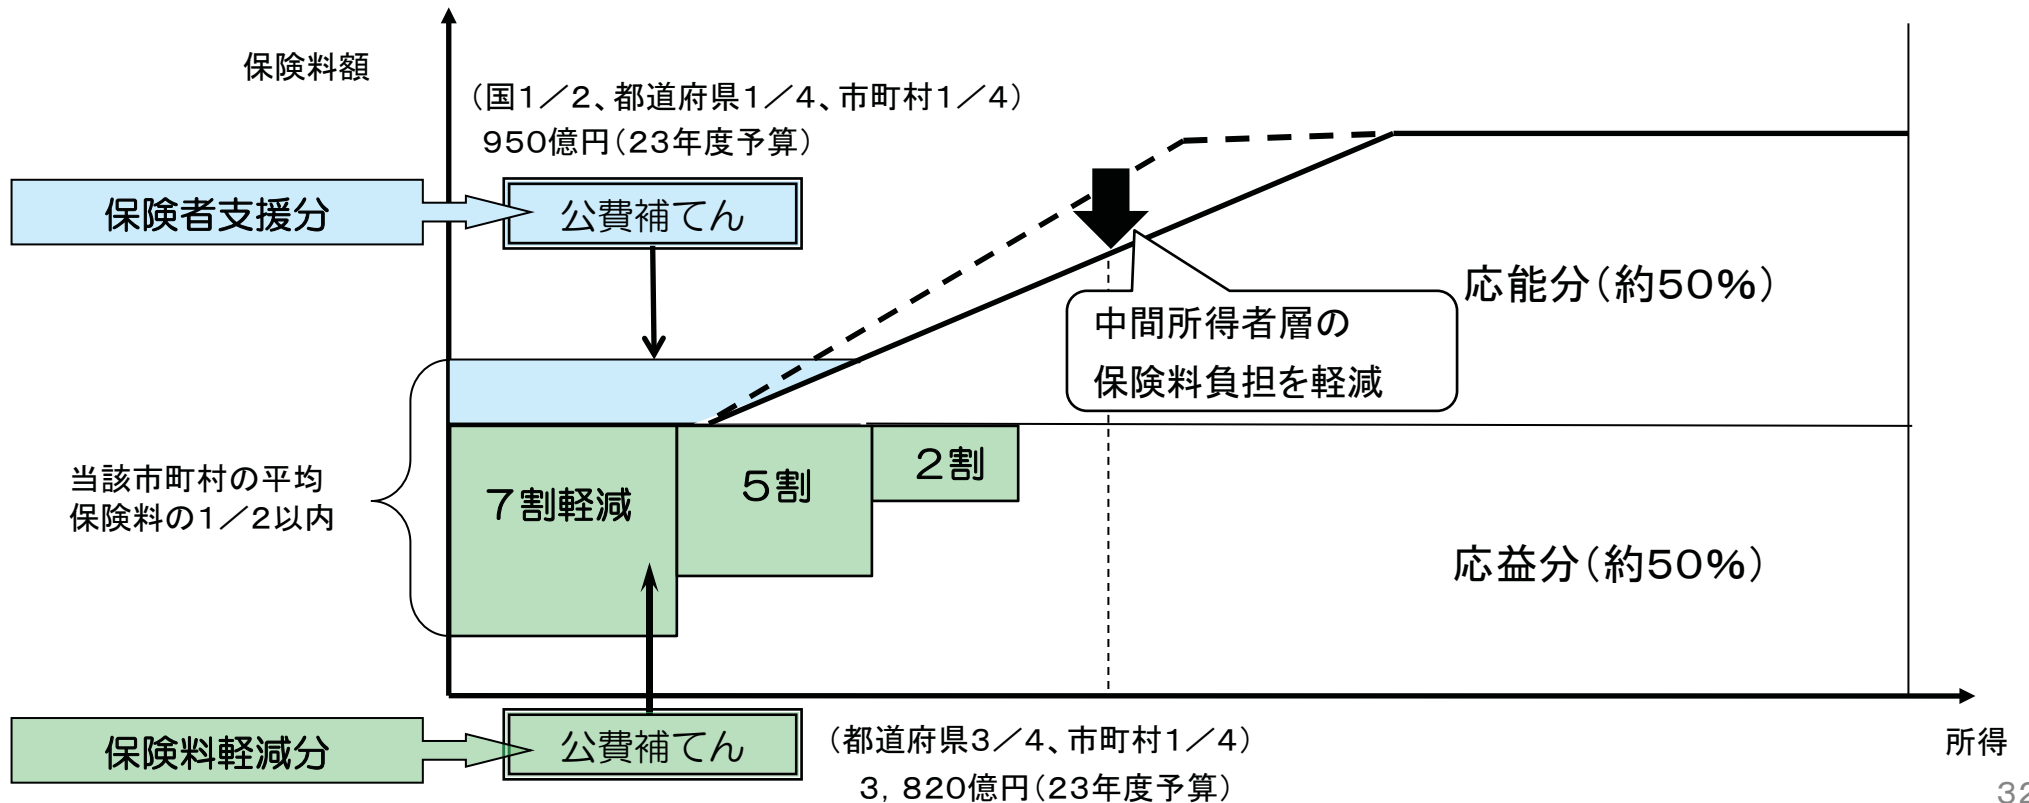 保険料額
（国1／2、都道府県1／4、市町村1／4）
950億円（23年度予算）
保険者支援分
公費補てん
応能分（約50%）
中間所得者層の
保険料負担を軽減
当該市町村の平均
保険料の1／2以内
7割軽減
5割
2割
応益分（約50%）
保険料軽減分
公費補てん
（都道府県3／4、市町村1／4）
3，820億円（23年度予算）
所得
32